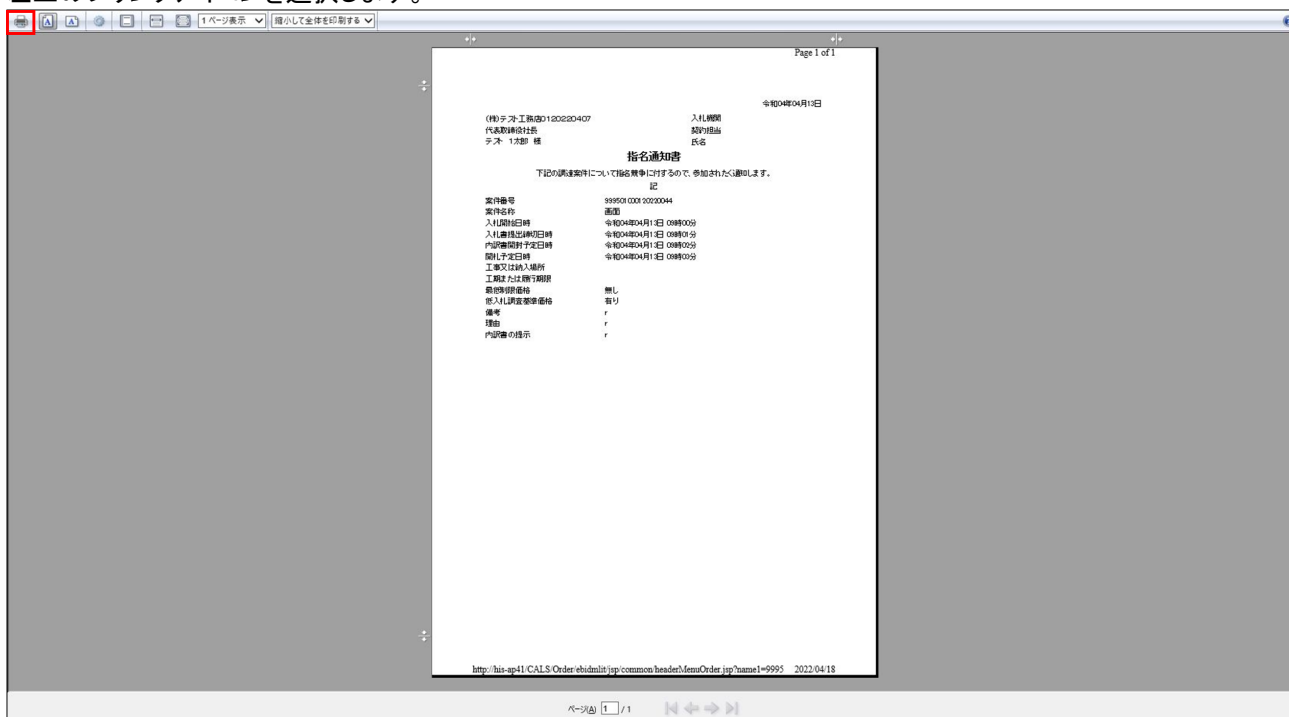 左上のプリンタアイコンを選択します。
1 ページ表示 縮小して全体を印刷する
Page 1 of 1
令和04年04月13日
(株)テスト工務店0120220407 入札機関
代表取締役社長 契約担当
テスト 1太郎 様 氏名
指名通知書
下記の調達案件について指名競争に付するので、参加されたく通知します。
記
案件番号 999501000120220044
案件名称 画面
入札開始日時 令和04年04月13日 09時00分
入札書提出締切日時 令和04年04月13日 09時01分
内訳書開封予定日時 令和04年04月13日 09時02分
開札予定日時 令和04年04月13日 09時03分
工事又は納入場所
工期または履行期限
最低制限価格 無し
低入札調査基準価格 有り
備考 r
理由 r
内訳書の提示 r
http://his-ap41/CALS/Order/ebidmlit/jsp/common/headerMenuOrder.jsp?name1=9995 2022/04/18
ページ(A) 1 / 1